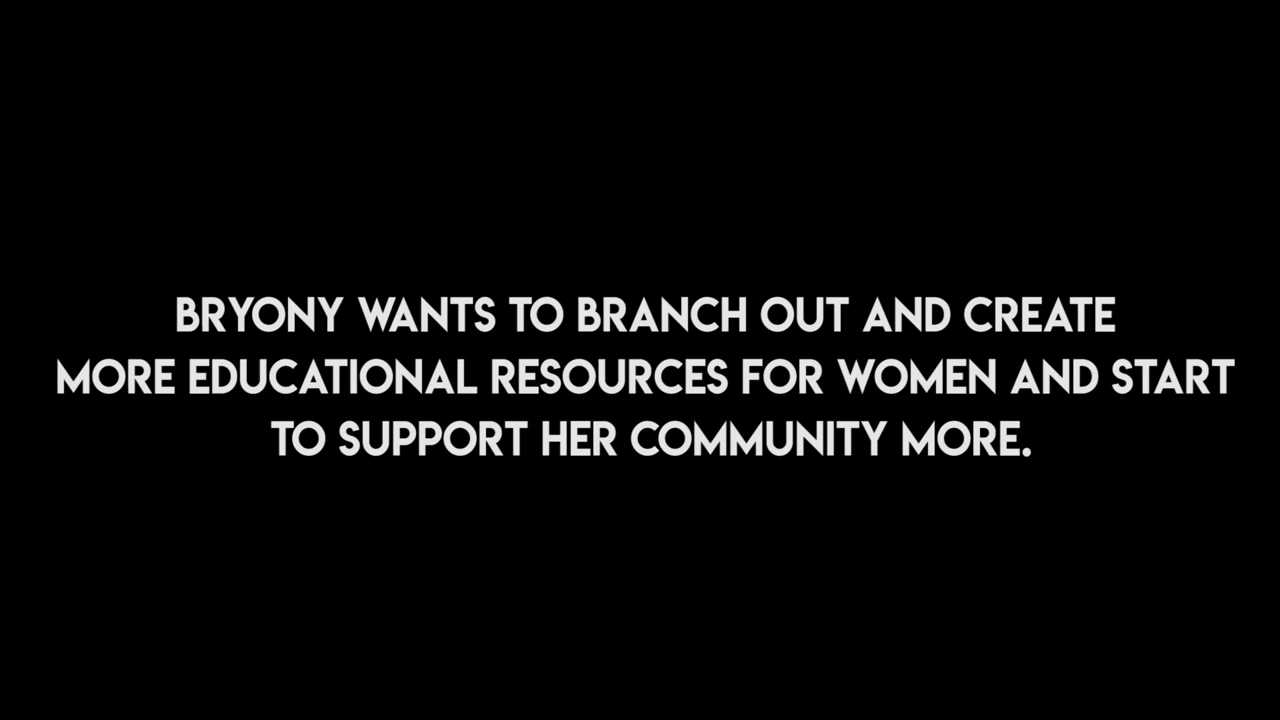 BRYONY WANTS TO BRANCH OUT AND CREATE
MORE EDUCATIONAL RESOURCES FOR WOMEN AND START
TO SUPPORT HER COMMUNITY MORE.